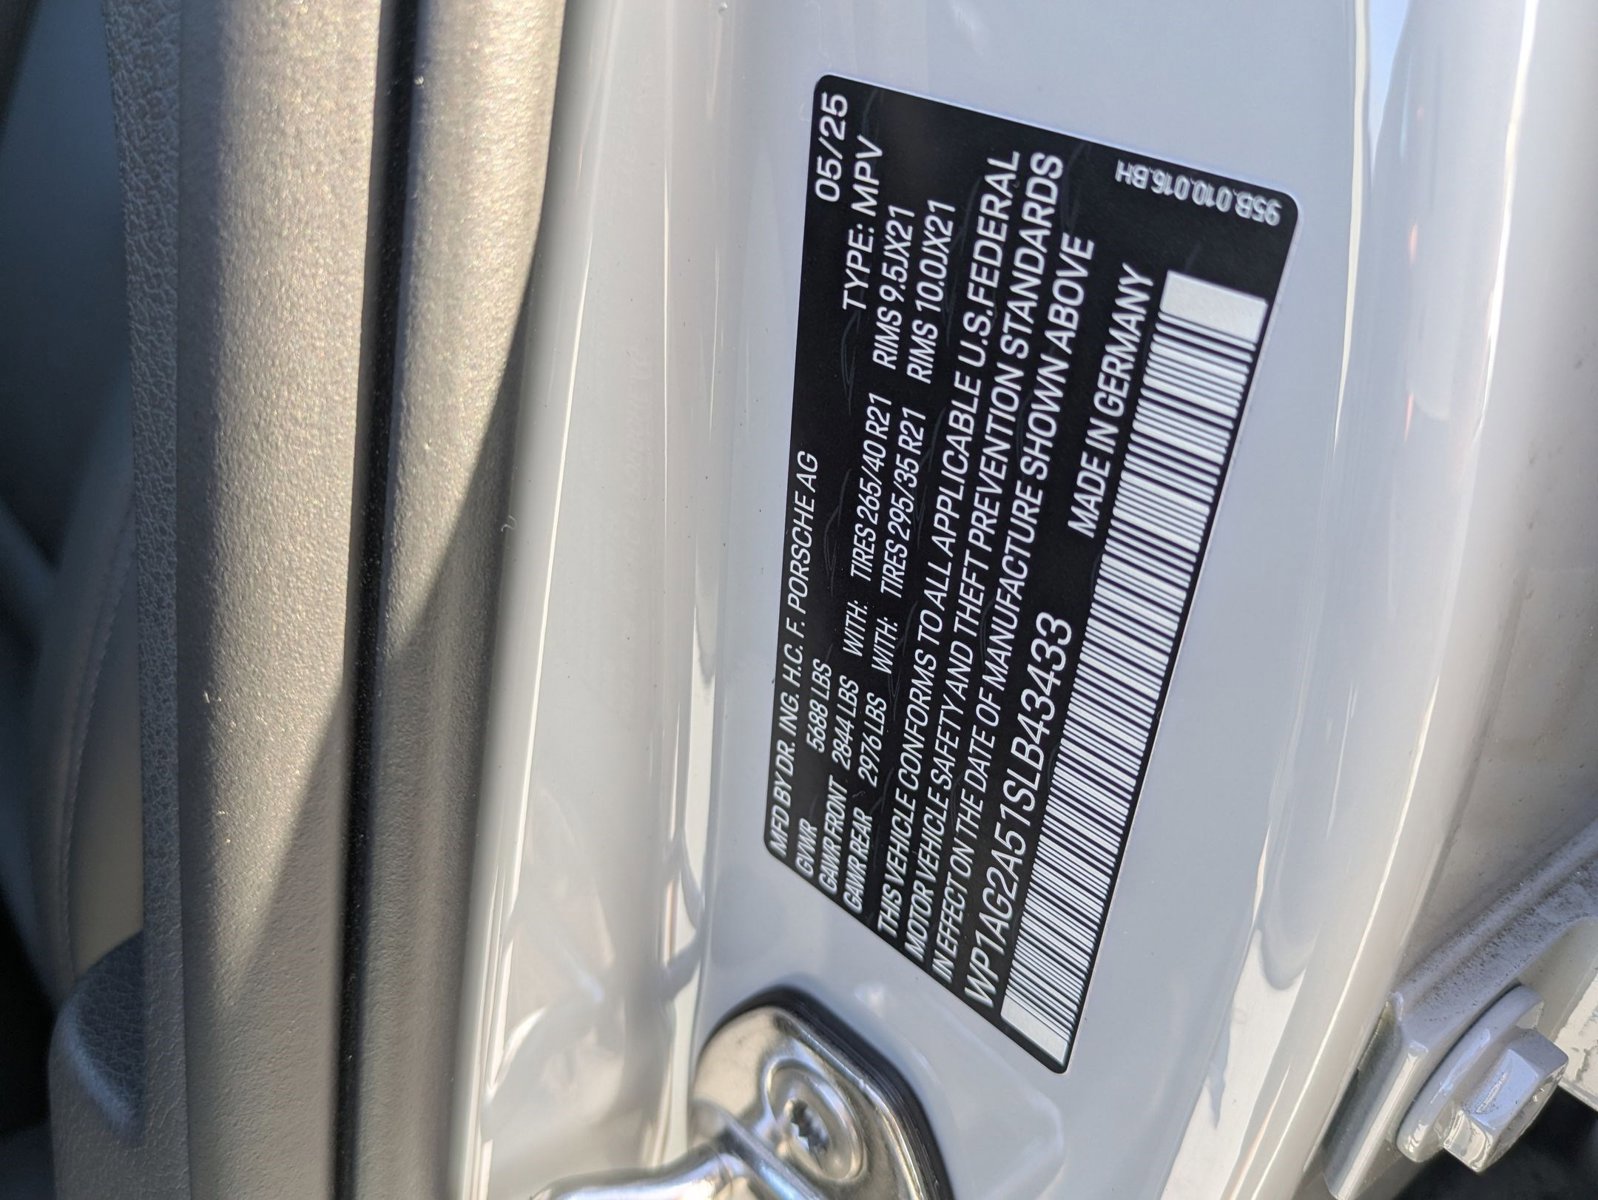 MFD BY DR. ING. H.C. F. PORSCHE AG 05/25
GVWR 5688 LBS TYPE: MPV
GAWR FRONT 2844 LBS WITH: TIRES 265/40 R21 RIMS 9.5JX21
GAWR REAR 2976 LBS WITH: TIRES 295/35 R21 RIMS 10.0JX21
THIS VEHICLE CONFORMS TO ALL APPLICABLE U.S.FEDERAL
MOTOR VEHICLE SAFETY AND THEFT PREVENTION STANDARDS
IN EFFECT ON THE DATE OF MANUFACTURE SHOWN ABOVE
WP1AG2A51SLB43433 MADE IN GERMANY
95B.010.016.BH